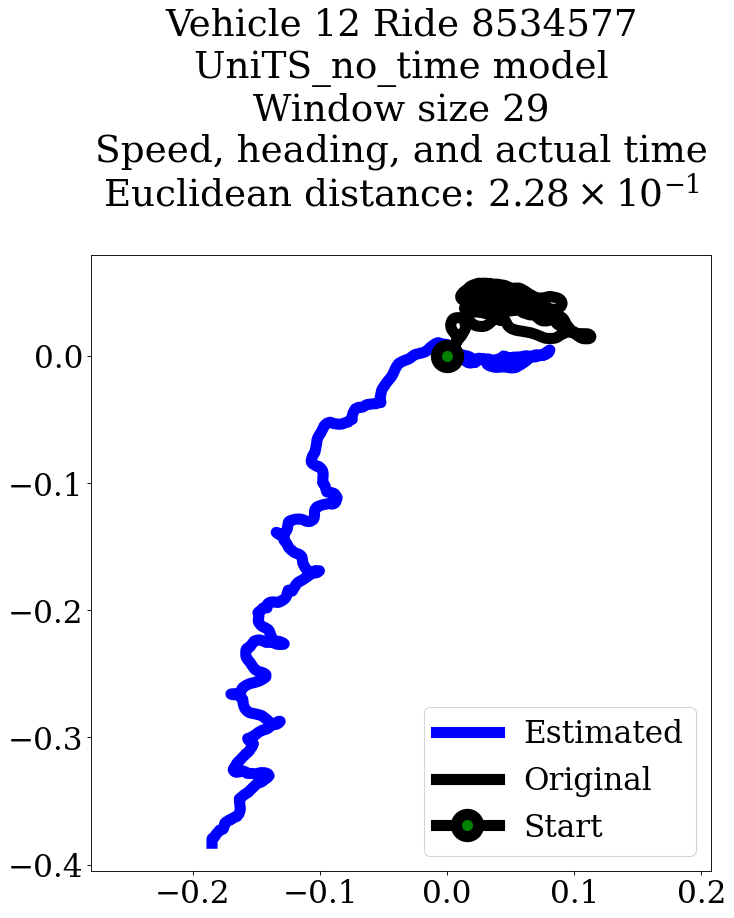 Vehicle 12 Ride 8534577
UniTS_no_time model
Window size 29
Speed, heading, and actual time
Euclidean distance: 2.28 × 10⁻¹
0.0
−0.1
−0.2
−0.3
−0.4
−0.2
−0.1
0.0
0.1
0.2
Estimated
Original
Start